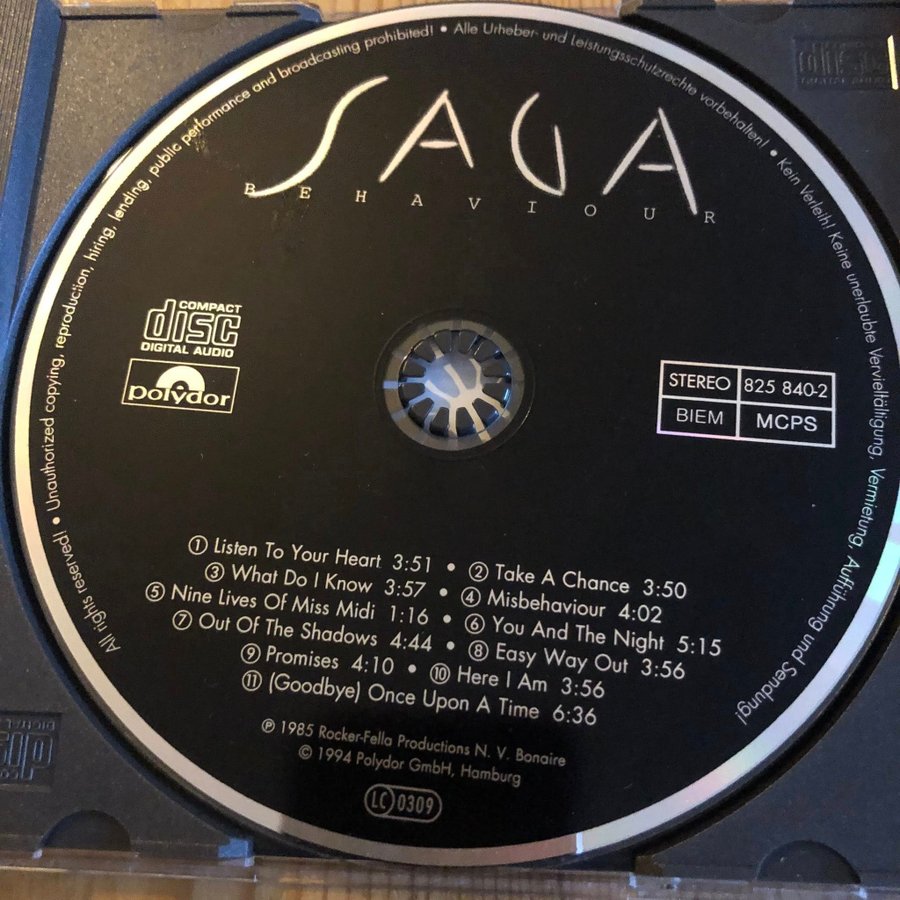 All rights reserved! • Unauthorized copying, reproduction, hiring, lending, public performance and broadcasting prohibited! • Alle Urheber- und Leistungsschutzrechte vorbehalten! • Kein Verleih! Keine unerlaubte Vervielfältigung, Vermietung, Aufführung und Sendung!
SAGA
BEHAVIOUR
COMPACT
disc
DIGITAL AUDIO
polydor
STEREO 825 840-2
BIEM MCPS
① Listen To Your Heart 3:51 • ② Take A Chance 3:50
③ What Do I Know 3:57 • ④ Misbehaviour 4:02
⑤ Nine Lives Of Miss Midi 1:16 • ⑥ You And The Night 5:15
⑦ Out Of The Shadows 4:44 • ⑧ Easy Way Out 3:56
⑨ Promises 4:10 • ⑩ Here I Am 3:56
⑪ (Goodbye) Once Upon A Time 6:36
℗ 1985 Rocker-Fella Productions N. V. Bonaire
© 1994 Polydor GmbH, Hamburg
LC 0309
disc
DIGITAL AUDIO